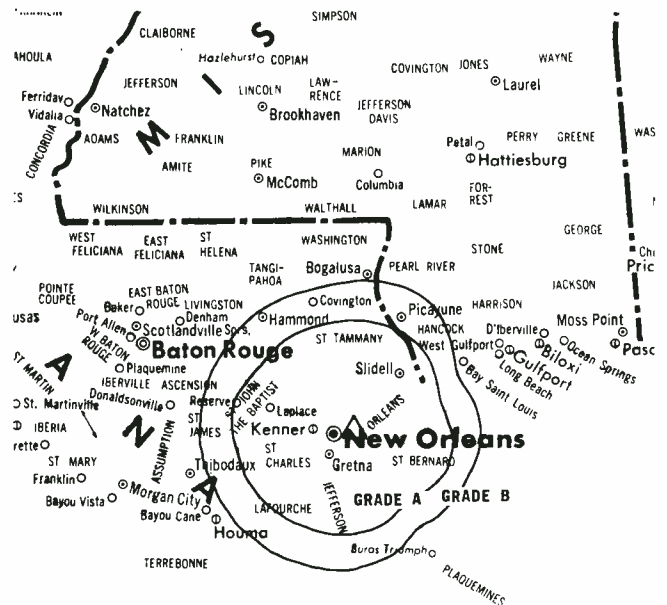 SIMPSON
CLAIBORNE
S
Hazlehurst COPIAH
COVINGTON JONES WAYNE
JEFFERSON
LINCOLN
LAW-
RENCE
Laurel
Ferriday
Vidalia
Natchez
Brookhaven
JEFFERSON
DAVIS
CONCORDIA
ADAMS
M
FRANKLIN
Petal
PERRY GREENE
Hattiesburg
AMITE
PIKE
MARION
McComb
Columbia
FOR-
REST
LAMAR
WILKINSON
WALTHALL
WEST
FELICIANA
EAST
FELICIANA
ST
HELENA
WASHINGTON
STONE
GEORGE
TANGI-
PAHOA
Bogalusa
PEARL RIVER
POINTE
COUPEE
EAST BATON
ROUGE
LIVINGSTON
Covington
JACKSON
Baker
Port Allen
Scotlandville
Denham
Sprs,
Hammond
Picayune
HARRISON
Moss Point
W BATON
ROUGE
Baton Rouge
ST TAMMANY
HANCOCK
West Gulfport
D'Iberville
Gulfport
Biloxi
Ocean Springs
Long Beach
Bay Saint Louis
A
ST MARTIN
Plaquemine
Slidell
IBERVILLE ASCENSION
Donaldsonville
Reserve
ST JOHN
THE BAPTIST
Laplace
ORLEANS
St. Martinville
IBERIA
N
ST
JAMES
Kenner
New Orleans
ASSUMPTION
ST
CHARLES
Gretna
ST BERNARD
ST MARY
Thibodaux
A
Franklin
Morgan City
Bayou Vista
Bayou Cane
Houma
LAFOURCHE
JEFFERSON
GRADE A GRADE B
Buras Triumph
TERREBONNE
PLAQUEMINES